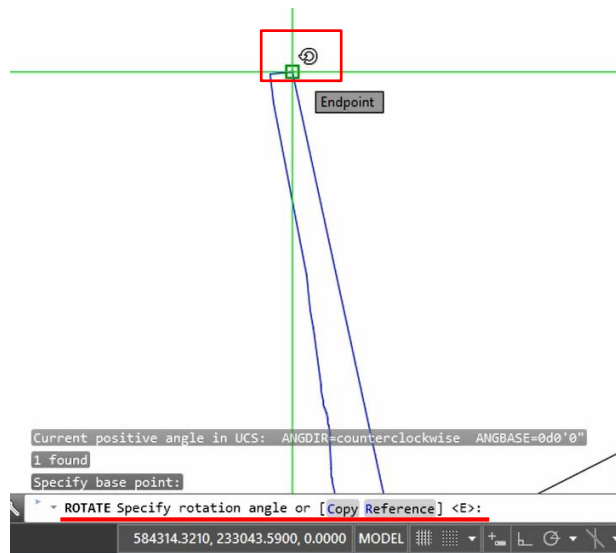 Endpoint
Current positive angle in UCS:  ANGDIR=counterclockwise  ANGBASE=0d0'0"
1 found
Specify base point:
ROTATE Specify rotation angle or [Copy Reference] <E>:
584314.3210, 233043.5900, 0.0000 MODEL